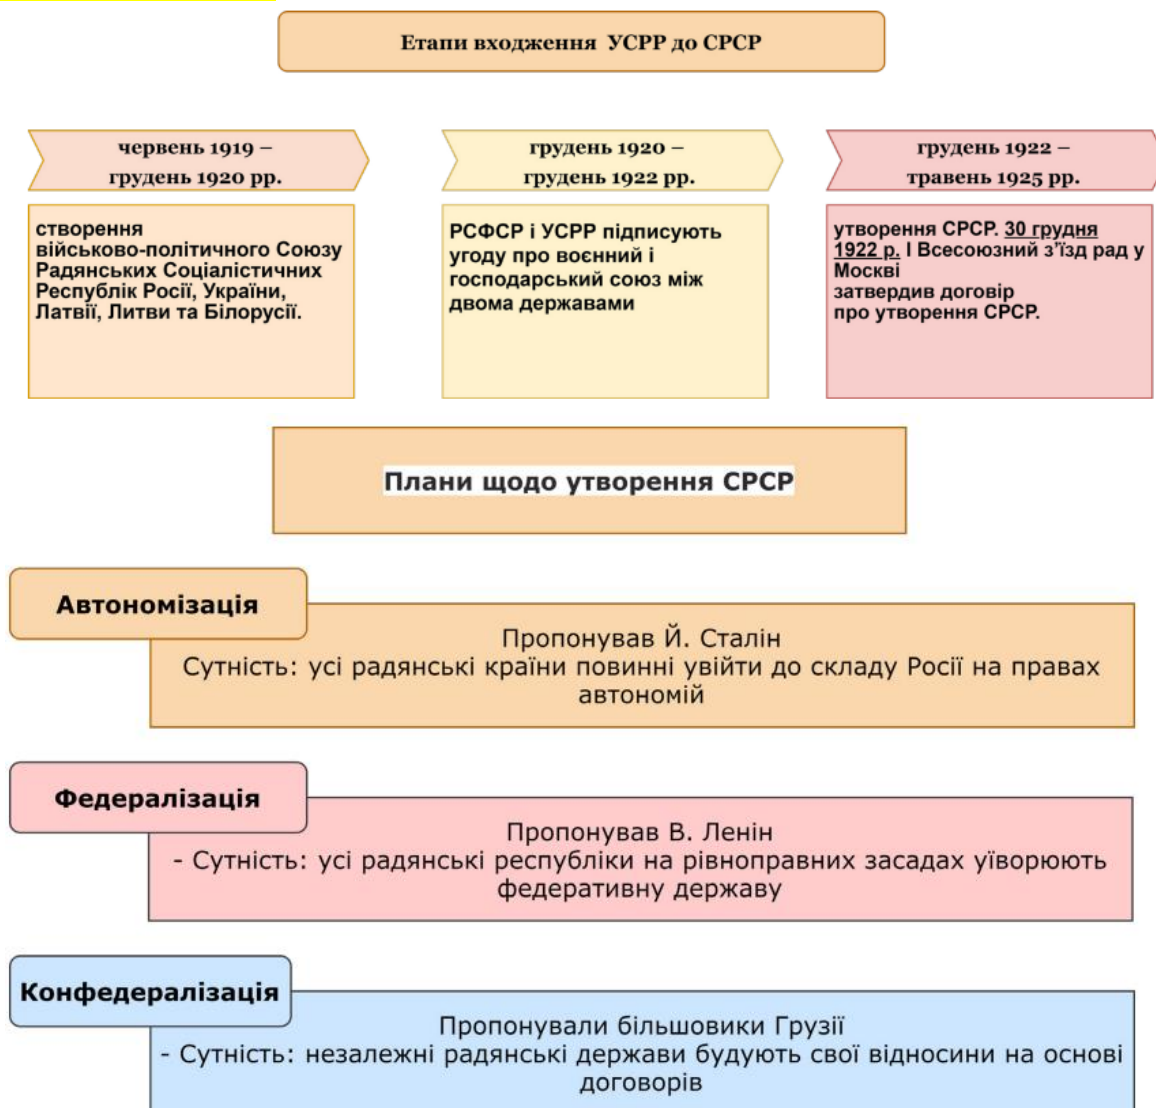 Етапи входження УСРР до СРСР
червень 1919 –
грудень 1920 рр.
створення
військово-політичного Союзу
Радянських Соціалістичних
Республік Росії, України,
Латвії, Литви та Білорусії.
грудень 1920 –
грудень 1922 рр.
РСФСР і УСРР підписують
угоду про воєнний і
господарський союз між
двома державами
грудень 1922 –
травень 1925 рр.
утворення СРСР. 30 грудня
1922 р. І Всесоюзний з’їзд рад у
Москві
затвердив договір
про утворення СРСР.
Плани щодо утворення СРСР
Автономізація
Пропонував Й. Сталін
Сутність: усі радянські країни повинні увійти до складу Росії на правах
автономій
Федералізація
Пропонував В. Ленін
- Сутність: усі радянські республіки на рівноправних засадах уїворюють
федеративну державу
Конфедералізація
Пропонували більшовики Грузії
- Сутність: незалежні радянські держави будують свої відносини на основі
договорів